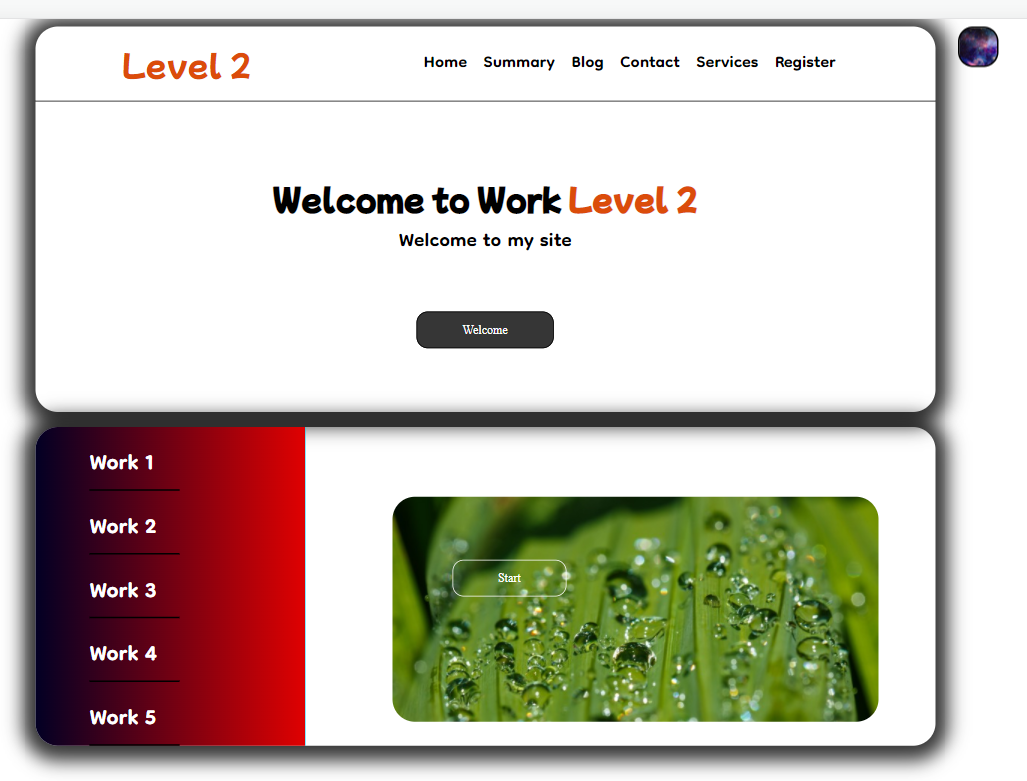 Level 2
Home Summary Blog Contact Services Register
Welcome to Work Level 2
Welcome to my site
Welcome
Work 1
Work 2
Work 3
Work 4
Work 5
Start